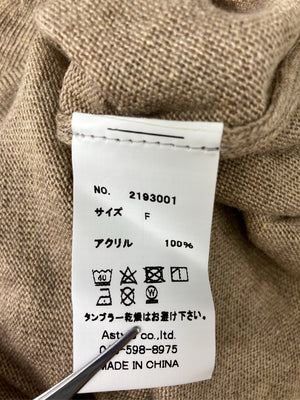 NO. 2193001
サイズ F
アクリル 100%
40
タンブラー乾燥はお避け下さい。
co.,ltd.
-598-8975
MADE IN CHINA